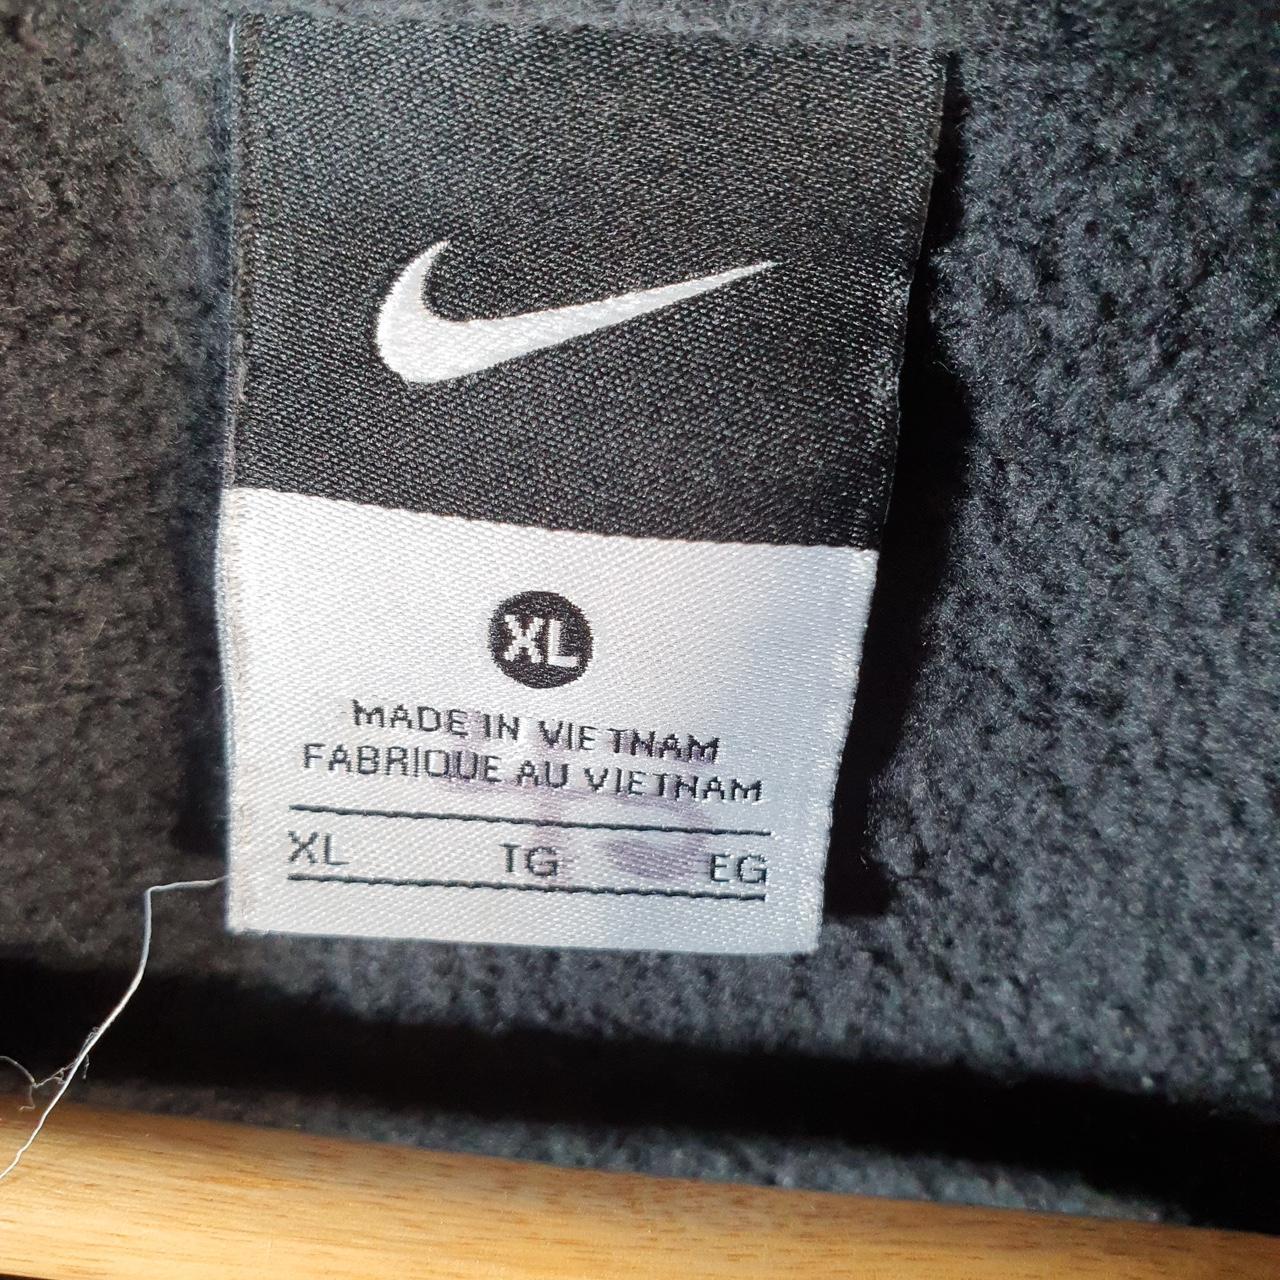 XL
MADE IN VIETNAM
FABRIQUE AU VIETNAM
XL TG EG